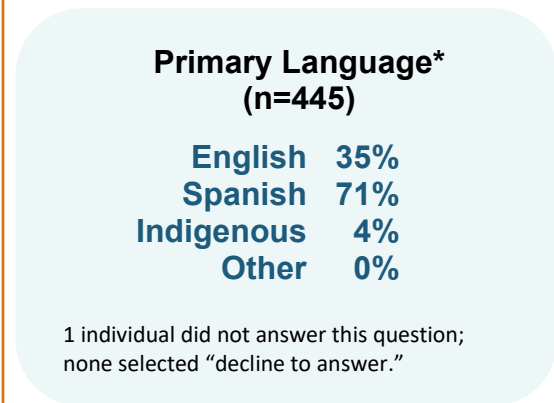 Primary Language*
(n=445)
English 35%
Spanish 71%
Indigenous 4%
Other 0%
1 individual did not answer this question;
none selected “decline to answer.”